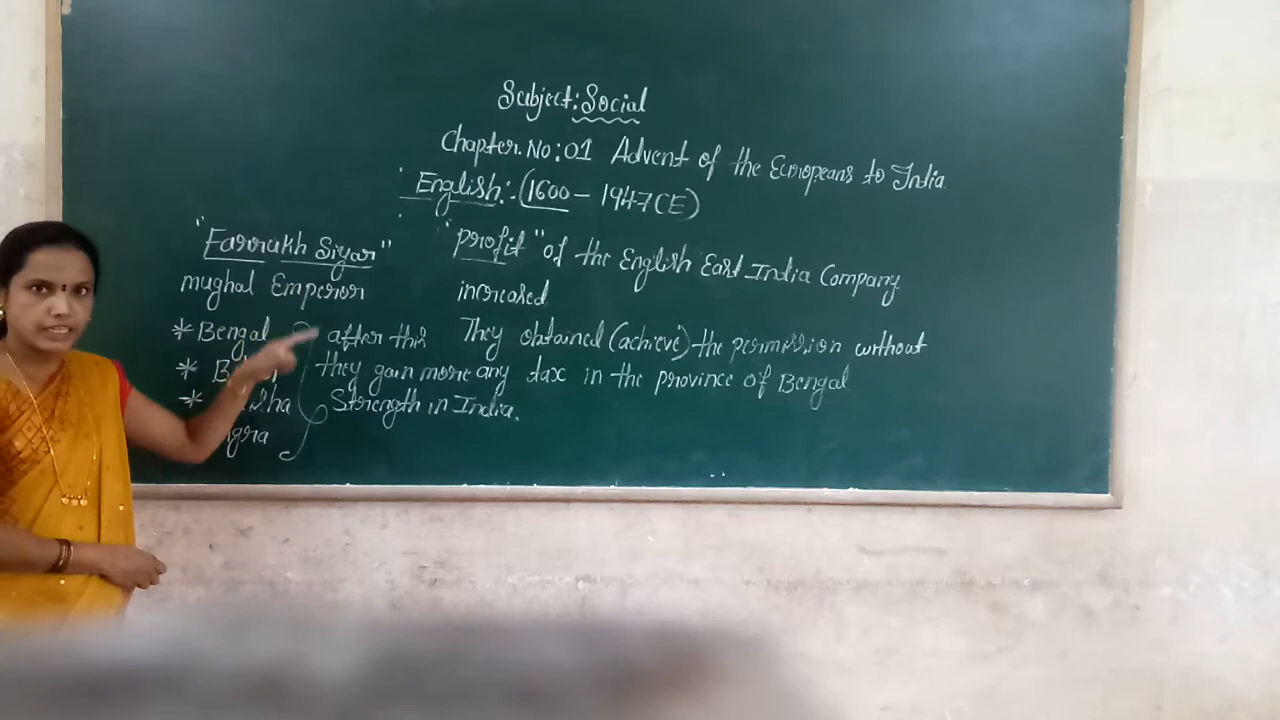 Subject: Social
Chapter. No: 01 Advent of the Europeans to India
English:- (1600 - 1947 CE)
"Farrukh Siyar"
mughal Emperor
* Bengal
*
*
after this
they gain more
Strength in India.
"profit" of the English East India Company
increased
They obtained (achieve) the permission without
any tax in the province of Bengal